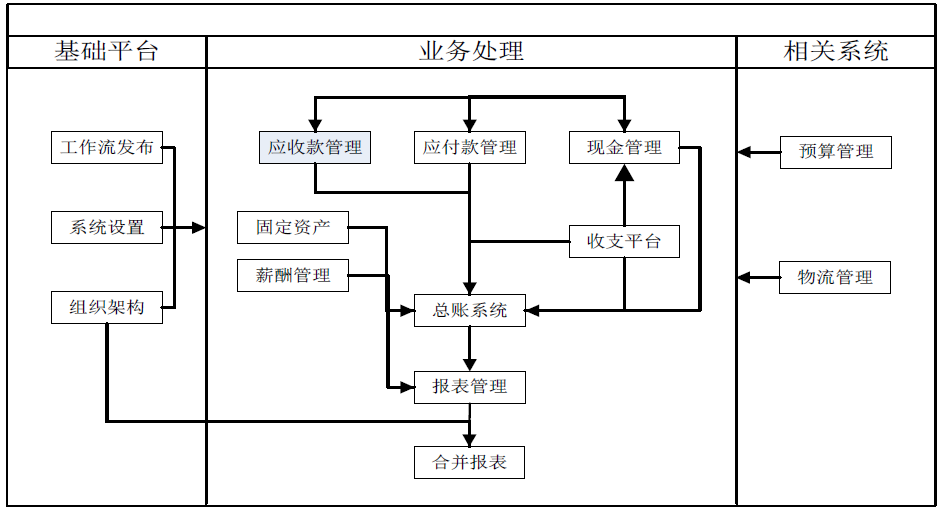 基础平台
业务处理
相关系统
工作流发布
应收款管理
应付款管理
现金管理
预算管理
系统设置
固定资产
收支平台
薪酬管理
物流管理
组织架构
总账系统
报表管理
合并报表